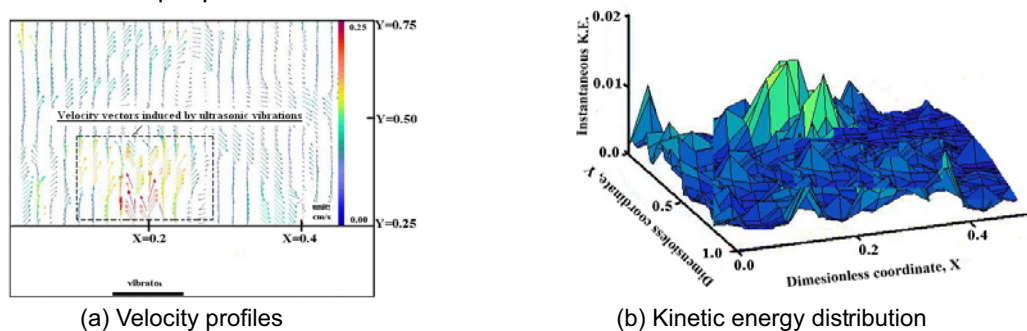 0.25
Y=0.75
Velocity vectors induced by ultrasonic vibrations
Y=0.50
unit:
cm/s
0.00
Y=0.25
X=0.2
X=0.4
vibrator
(a) Velocity profiles
0.02
0.01
0.0
Instantaneous K.E.
Dimensioless coordinate, Y
0.5
1.0
0.0
0.2
0.4
Dimesionless coordinate, X
(b) Kinetic energy distribution